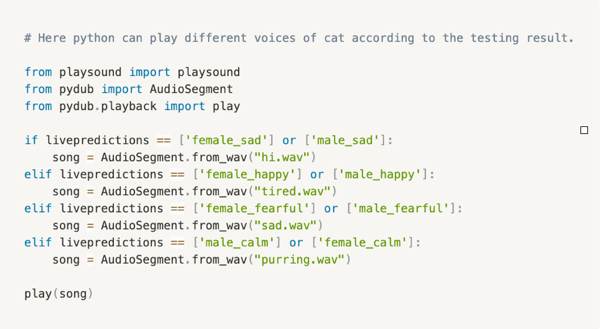 # Here python can play different voices of cat according to the testing result.
from playsound import playsound
from pydub import AudioSegment
from pydub.playback import play
if livepredictions == ['female_sad'] or ['male_sad']:
    song = AudioSegment.from_wav("hi.wav")
elif livepredictions == ['female_happy'] or ['male_happy']:
    song = AudioSegment.from_wav("tired.wav")
elif livepredictions == ['female_fearful'] or ['male_fearful']:
    song = AudioSegment.from_wav("sad.wav")
elif livepredictions == ['male_calm'] or ['female_calm']:
    song = AudioSegment.from_wav("purring.wav")
play(song)